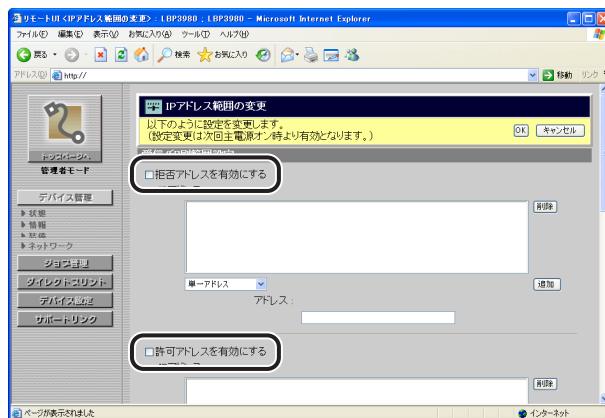 リモートUI <IPアドレス範囲の変更> : LBP3980 ; LBP3980 - Microsoft Internet Explorer
ファイル(F) 編集(E) 表示(V) お気に入り(A) ツール(T) ヘルプ(H)
戻る 検索 お気に入り
アドレス(D) http:// 移動 リンク
IPアドレス範囲の変更
以下のように設定を変更します。
(設定変更は次回主電源オン時より有効となります。)
OK キャンセル
トップページへ
管理者モード
デバイス管理
状態
情報
ネットワーク
ジョブ管理
ダイレクトプリント
デバイス設定
サポートリンク
拒否アドレスを有効にする
削除
単一アドレス
追加
アドレス :
許可アドレスを有効にする
削除
ページが表示されました
インターネット